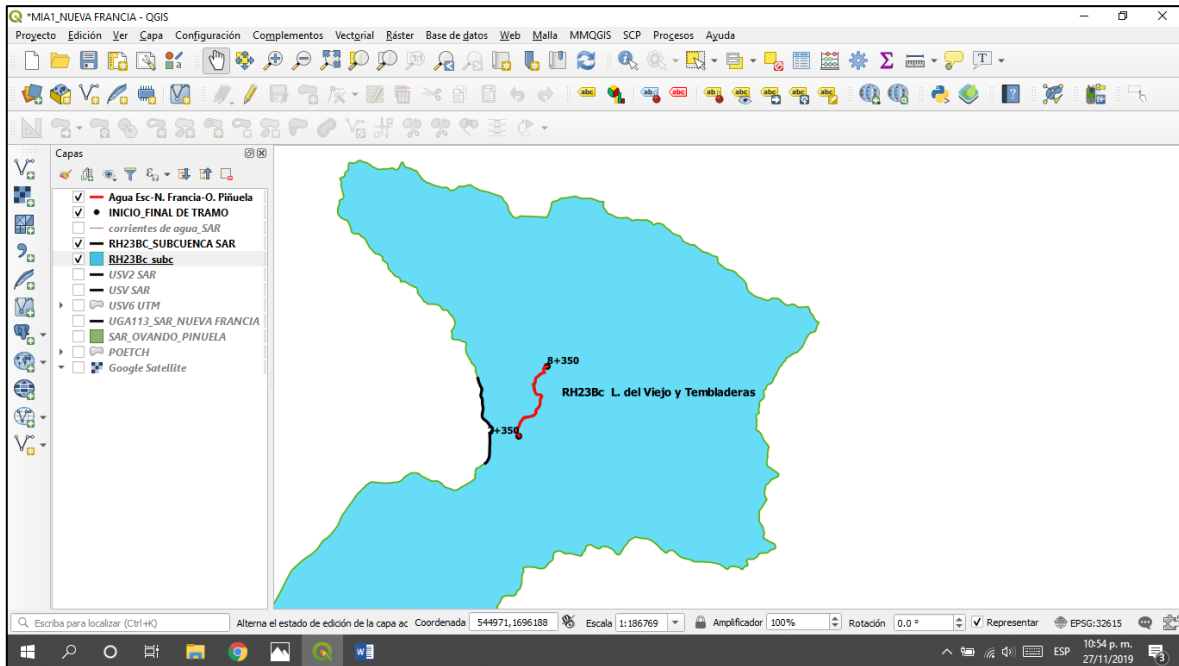 *MIA1_NUEVA FRANCIA - QGIS
Proyecto Edición Ver Capa Configuración Complementos Vectorial Ráster Base de datos Web Malla MMQGIS SCP Procesos Ayuda
Capas
Agua Esc-N. Francia-O. Piñuela
INICIO_FINAL DE TRAMO
corrientes de agua_SAR
RH23BC_SUBCUENCA SAR
RH23Bc_subc
USV2 SAR
USV SAR
USV6 UTM
UGA113_SAR_NUEVA FRANCIA
SAR_OVANDO_PINUELA
POETCH
Google Satellite
8+350
RH23Bc L. del Viejo y Tembladeras
+350
Escriba para localizar (Ctrl+K) Alterna el estado de edición de la capa ac Coordenada 544971,1696188 Escala 1:186769 Amplificador 100% Rotación 0.0 ° Representar EPSG:32615
ESP 10:54 p. m.
27/11/2019